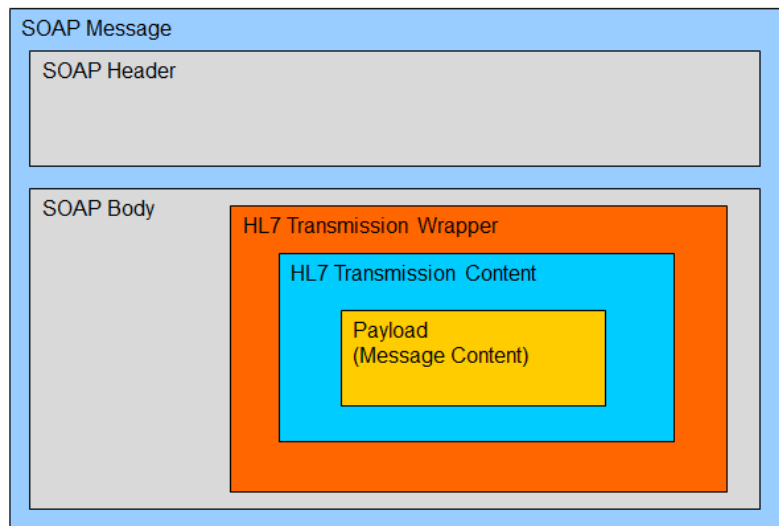 SOAP Message
SOAP Header
SOAP Body
HL7 Transmission Wrapper
HL7 Transmission Content
Payload
(Message Content)